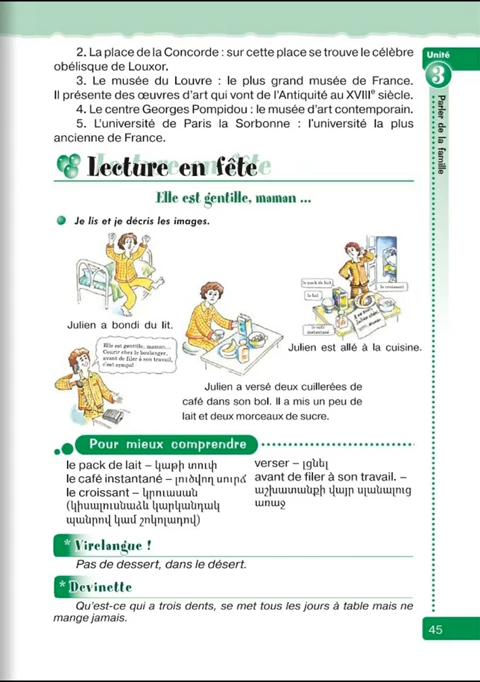 2. La place de la Concorde : sur cette place se trouve le célèbre
obélisque de Louxor.
3. Le musée du Louvre : le plus grand musée de France.
Il présente des œuvres d'art qui vont de l'Antiquité au XVIIIe siècle.
4. Le centre Georges Pompidou : le musée d'art contemporain.
5. L'université de Paris la Sorbonne : l'université la plus
ancienne de France.
Unité
3
Parler de la famille
Lecture en fête
Elle est gentille, maman ...
Je lis et je décris les images.
le pack de lait
le croissant
le bol
le café
instantané
Julien a bondi du lit.
Julien est allé à la cuisine.
Elle est gentille, maman...
Courir chez le boulanger,
avant de filer à son travail,
c'est sympa!
Julien a versé deux cuillerées de
café dans son bol. Il a mis un peu de
lait et deux morceaux de sucre.
Pour mieux comprendre
le pack de lait – կաթի տուփ
le café instantané – լուծվող սուրճ
le croissant – կրուասան
(կիսալուսնաձև կարկանդակ
պանրով կամ շոկոլադով)
verser – լցնել
avant de filer à son travail. –
աշխատանքի վայր սլանալուց
առաջ
* Virelangue !
Pas de dessert, dans le désert.
* Devinette
Qu'est-ce qui a trois dents, se met tous les jours à table mais ne
mange jamais.
45